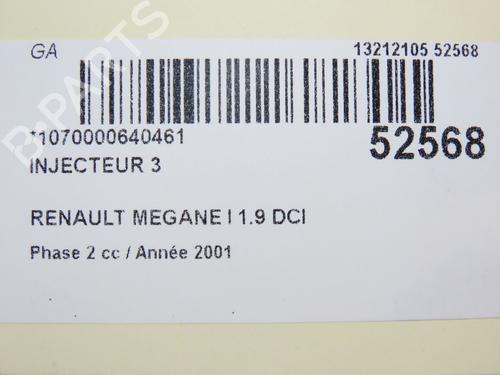 GA 13212105 52568
*1070000640461
52568
INJECTEUR 3
RENAULT MEGANE I 1.9 DCI
Phase 2 cc / Année 2001
B-PARTS